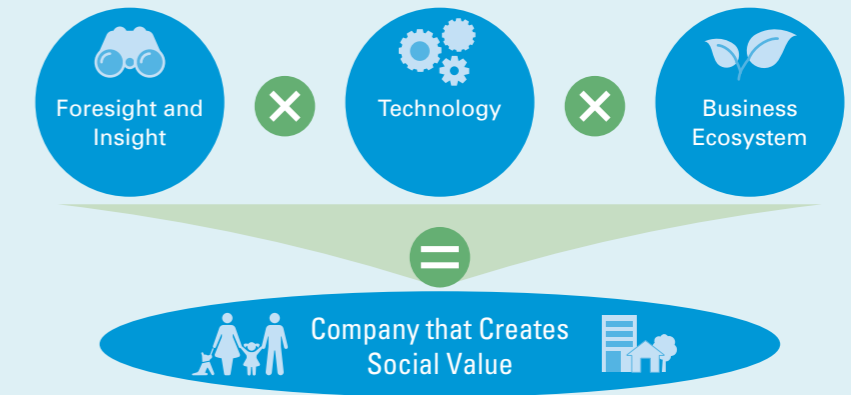 Foresight and
Insight
×
Technology
×
Business
Ecosystem
=
Company that Creates
Social Value